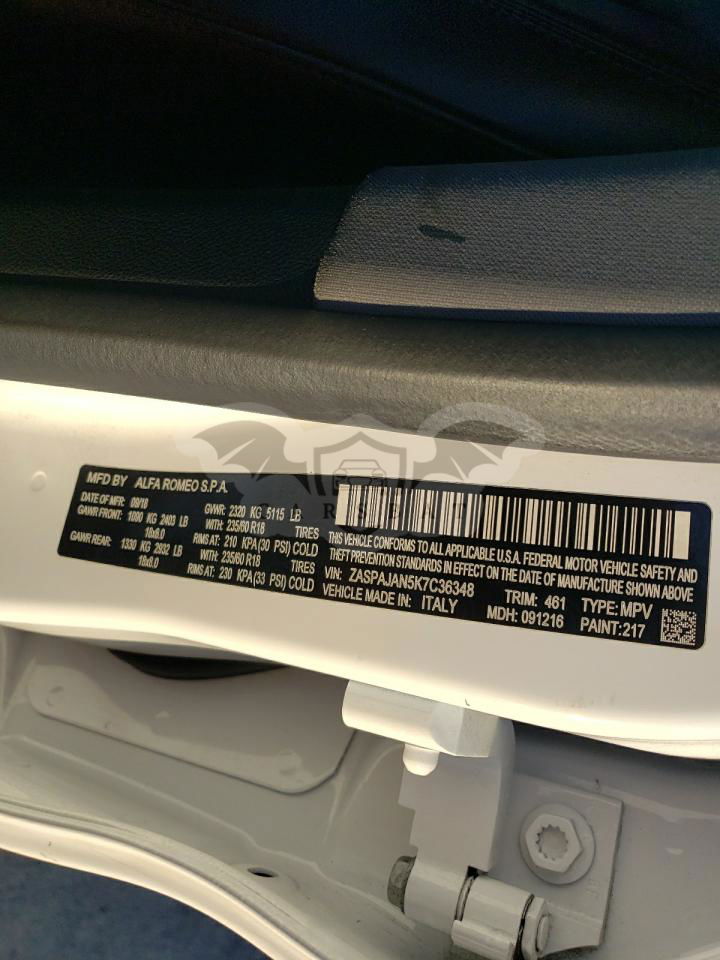 MFD BY ALFA ROMEO S.P.A.
DATE OF MFR: 09/18 GVWR: 2320 KG 5115 LB
GAWR FRONT: 1090 KG 2403 LB WITH: 235/60 R18 TIRES
18x8.0 RIMS AT: 210 KPA(30 PSI) COLD
GAWR REAR: 1330 KG 2932 LB WITH: 235/60 R18 TIRES
18x8.0 RIMS AT: 230 KPA(33 PSI) COLD
THIS VEHICLE CONFORMS TO ALL APPLICABLE U.S.A. FEDERAL MOTOR VEHICLE SAFETY AND
THEFT PREVENTION STANDARDS IN EFFECT ON THE DATE OF MANUFACTURE SHOWN ABOVE
VIN: ZASPAJAN5K7C36348 TRIM: 461 TYPE: MPV
VEHICLE MADE IN: ITALY MDH: 091216 PAINT:217
CARSBAT